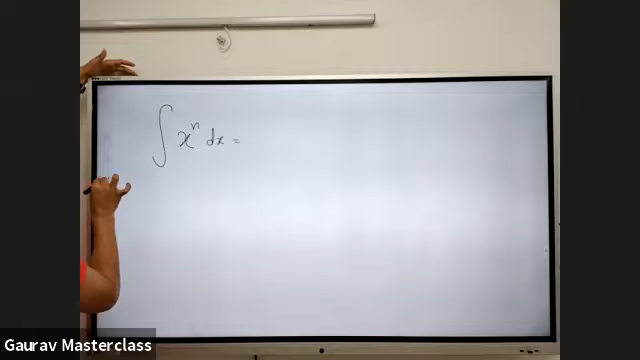 ∫ xⁿ dx =
Gaurav Masterclass